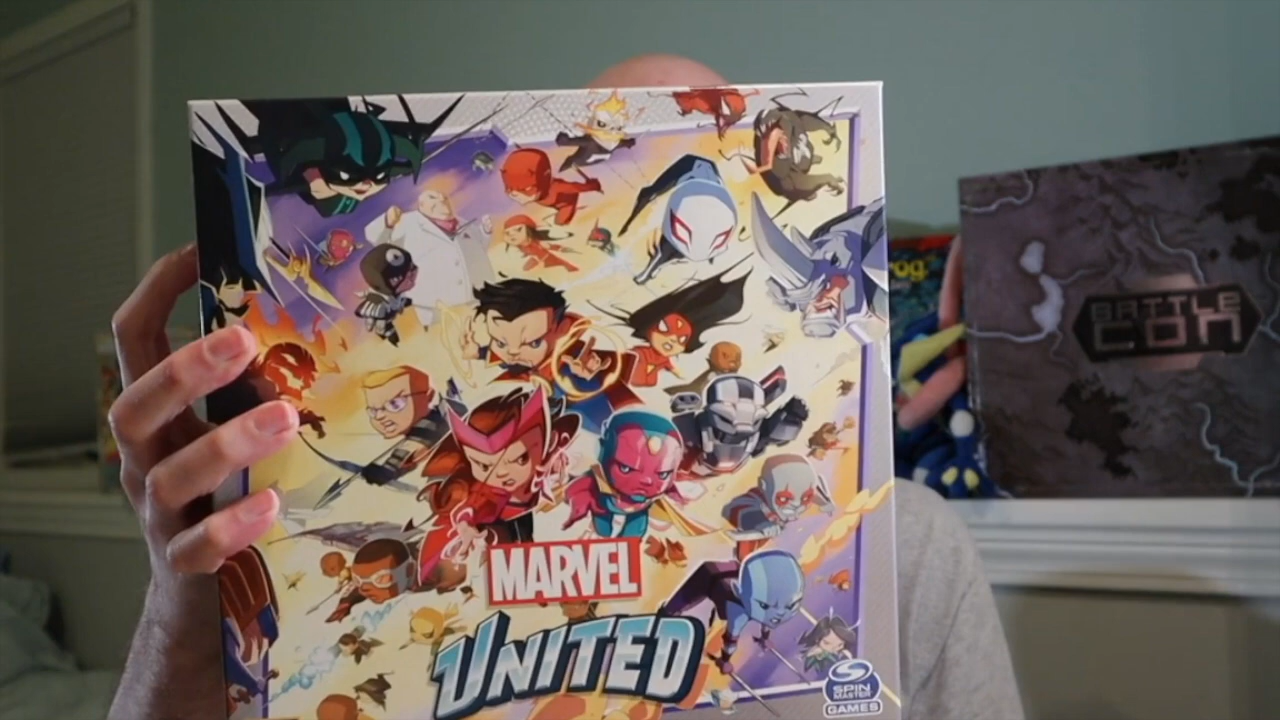 MARVEL
UNITED
SPIN
MASTER
GAMES
BATTLE
CON